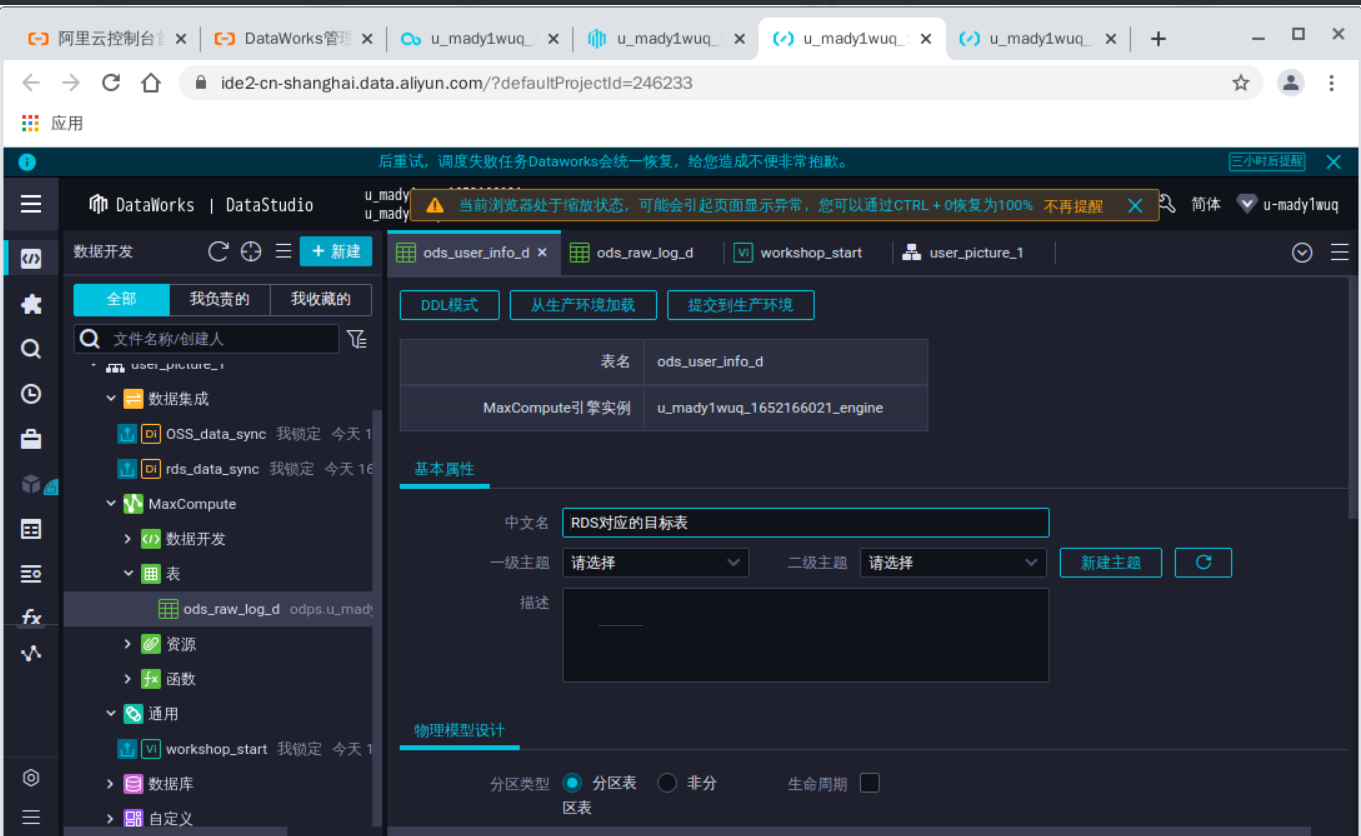 阿里云控制台首
DataWorks管理
u_mady1wuq_
u_mady1wuq_
u_mady1wuq_
u_mady1wuq_
ide2-cn-shanghai.data.aliyun.com/?defaultProjectId=246233
应用
后重试，调度失败任务Dataworks会统一恢复，给您造成不便非常抱歉。
三小时后提醒
DataWorks | DataStudio
u_mady
u_mady
当前浏览器处于缩放状态，可能会引起页面显示异常，您可以通过CTRL + 0恢复为100% 不再提醒
简体
u-mady1wuq
数据开发
+ 新建
ods_user_info_d
ods_raw_log_d
Vi workshop_start
user_picture_1
全部 我负责的 我收藏的
DDL模式 从生产环境加载 提交到生产环境
文件名称/创建人
表名 ods_user_info_d
MaxCompute引擎实例 u_mady1wuq_1652166021_engine
user_picture_1
数据集成
Di OSS_data_sync 我锁定 今天 1
Di rds_data_sync 我锁定 今天 16
MaxCompute
数据开发
表
ods_raw_log_d odps.u_mady
资源
fx 函数
通用
Vi workshop_start 我锁定 今天 1
数据库
自定义
fx
基本属性
中文名 RDS对应的目标表
一级主题 请选择 二级主题 请选择 新建主题
描述
物理模型设计
分区类型 分区表 非分区表 生命周期